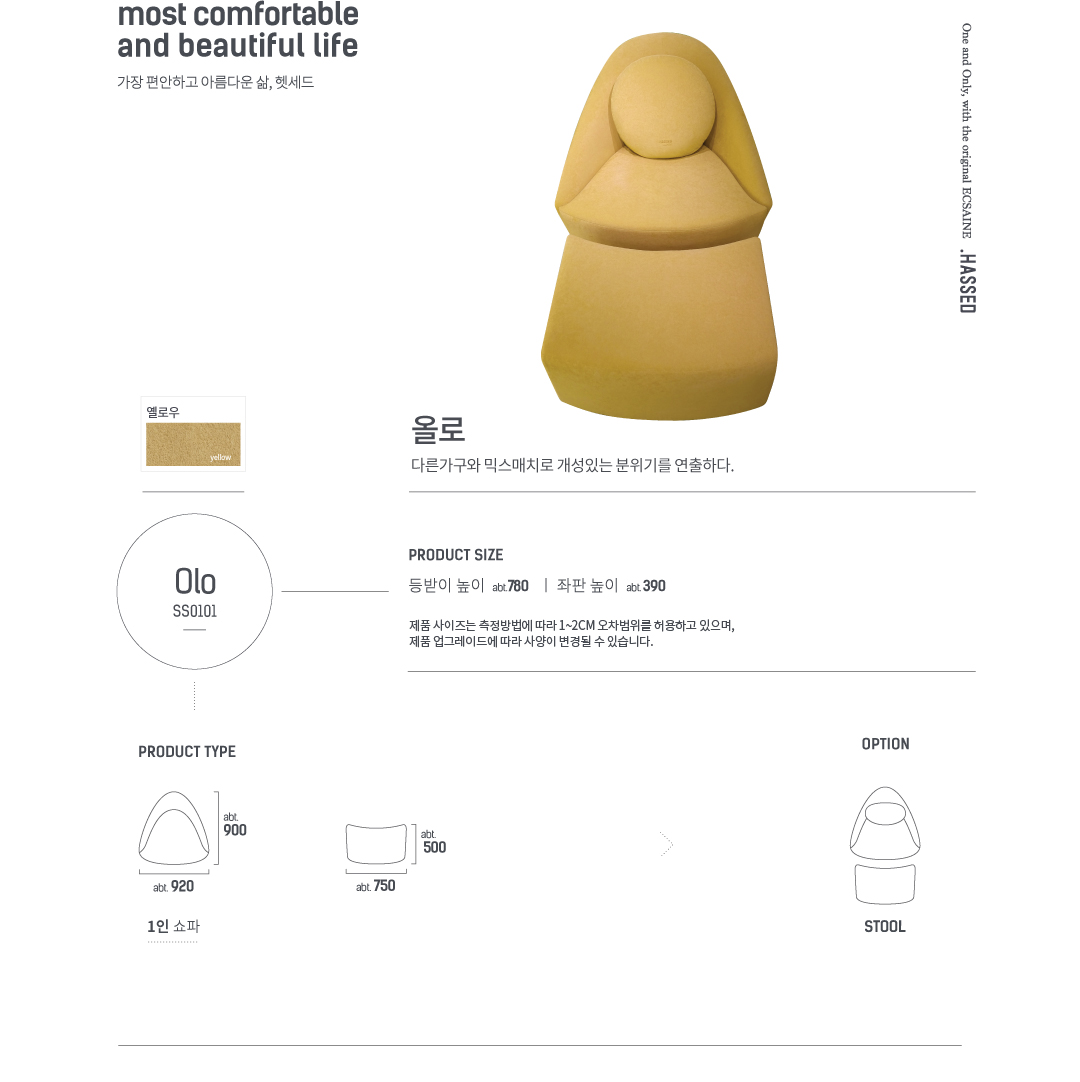 most comfortable
and beautiful life
가장 편안하고 아름다운 삶, 헷세드
One and Only, with the original ECSAINE .HASSED
옐로우
yellow
올로
다른가구와 믹스매치로 개성있는 분위기를 연출하다.
Olo
SS0101
PRODUCT SIZE
등받이 높이 abt.780 | 좌판 높이 abt.390
제품 사이즈는 측정방법에 따라 1~2CM 오차범위를 허용하고 있으며,
제품 업그레이드에 따라 사양이 변경될 수 있습니다.
PRODUCT TYPE
abt.
900
abt. 920
1인 쇼파
abt.
500
abt. 750
OPTION
STOOL